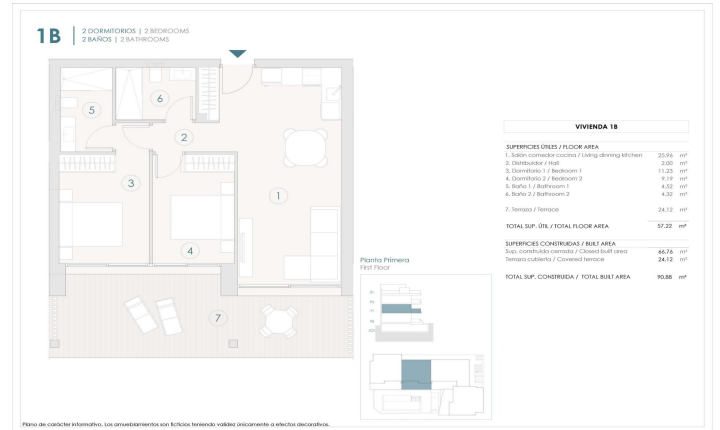 1B
2 DORMITORIOS | 2 BEDROOMS
2 BAÑOS | 2 BATHROOMS
5
6
2
3
1
4
7
Planta Primera
First Floor
VIVIENDA 1B
SUPERFICIES ÚTILES / FLOOR AREA
1. Salón comedor cocina / Living dinning kitchen 25,96 m²
2. Distribuidor / Hall 2,00 m²
3. Dormitorio 1 / Bedroom 1 11,23 m²
4. Dormitorio 2 / Bedroom 2 9,19 m²
5. Baño 1 / Bathroom 1 4,52 m²
6. Baño 2 / Bathroom 2 4,32 m²
7. Terraza / Terrace 24,12 m²
TOTAL SUP. ÚTIL / TOTAL FLOOR AREA 57.22 m²
SUPERFICIES CONSTRUIDAS / BUILT AREA
Sup. construida cerrada / Closed built area 66,76 m²
Terraza cubierta / Covered terrace 24,12 m²
TOTAL SUP. CONSTRUIDA / TOTAL BUILT AREA 90.88 m²
Plano de carácter informativo. Los amueblamientos son ficticios teniendo validez únicamente a efectos decorativos.